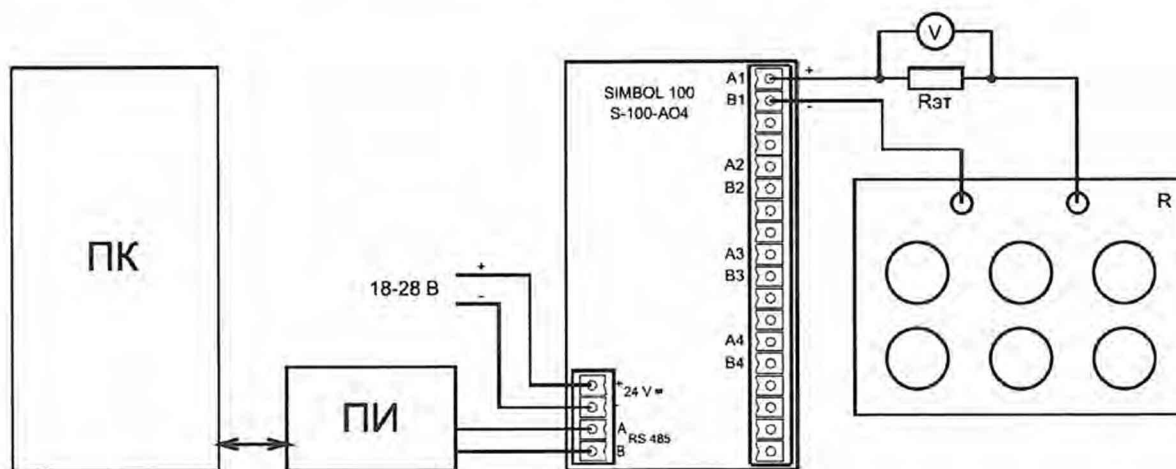 V
+
A1
Rэт
-
B1
SIMBOL 100
S-100-AO4
A2
B2
R
A3
B3
A4
B4
ПК
+
18-28 В
-
ПИ
+
24 V
-
A
RS 485
B